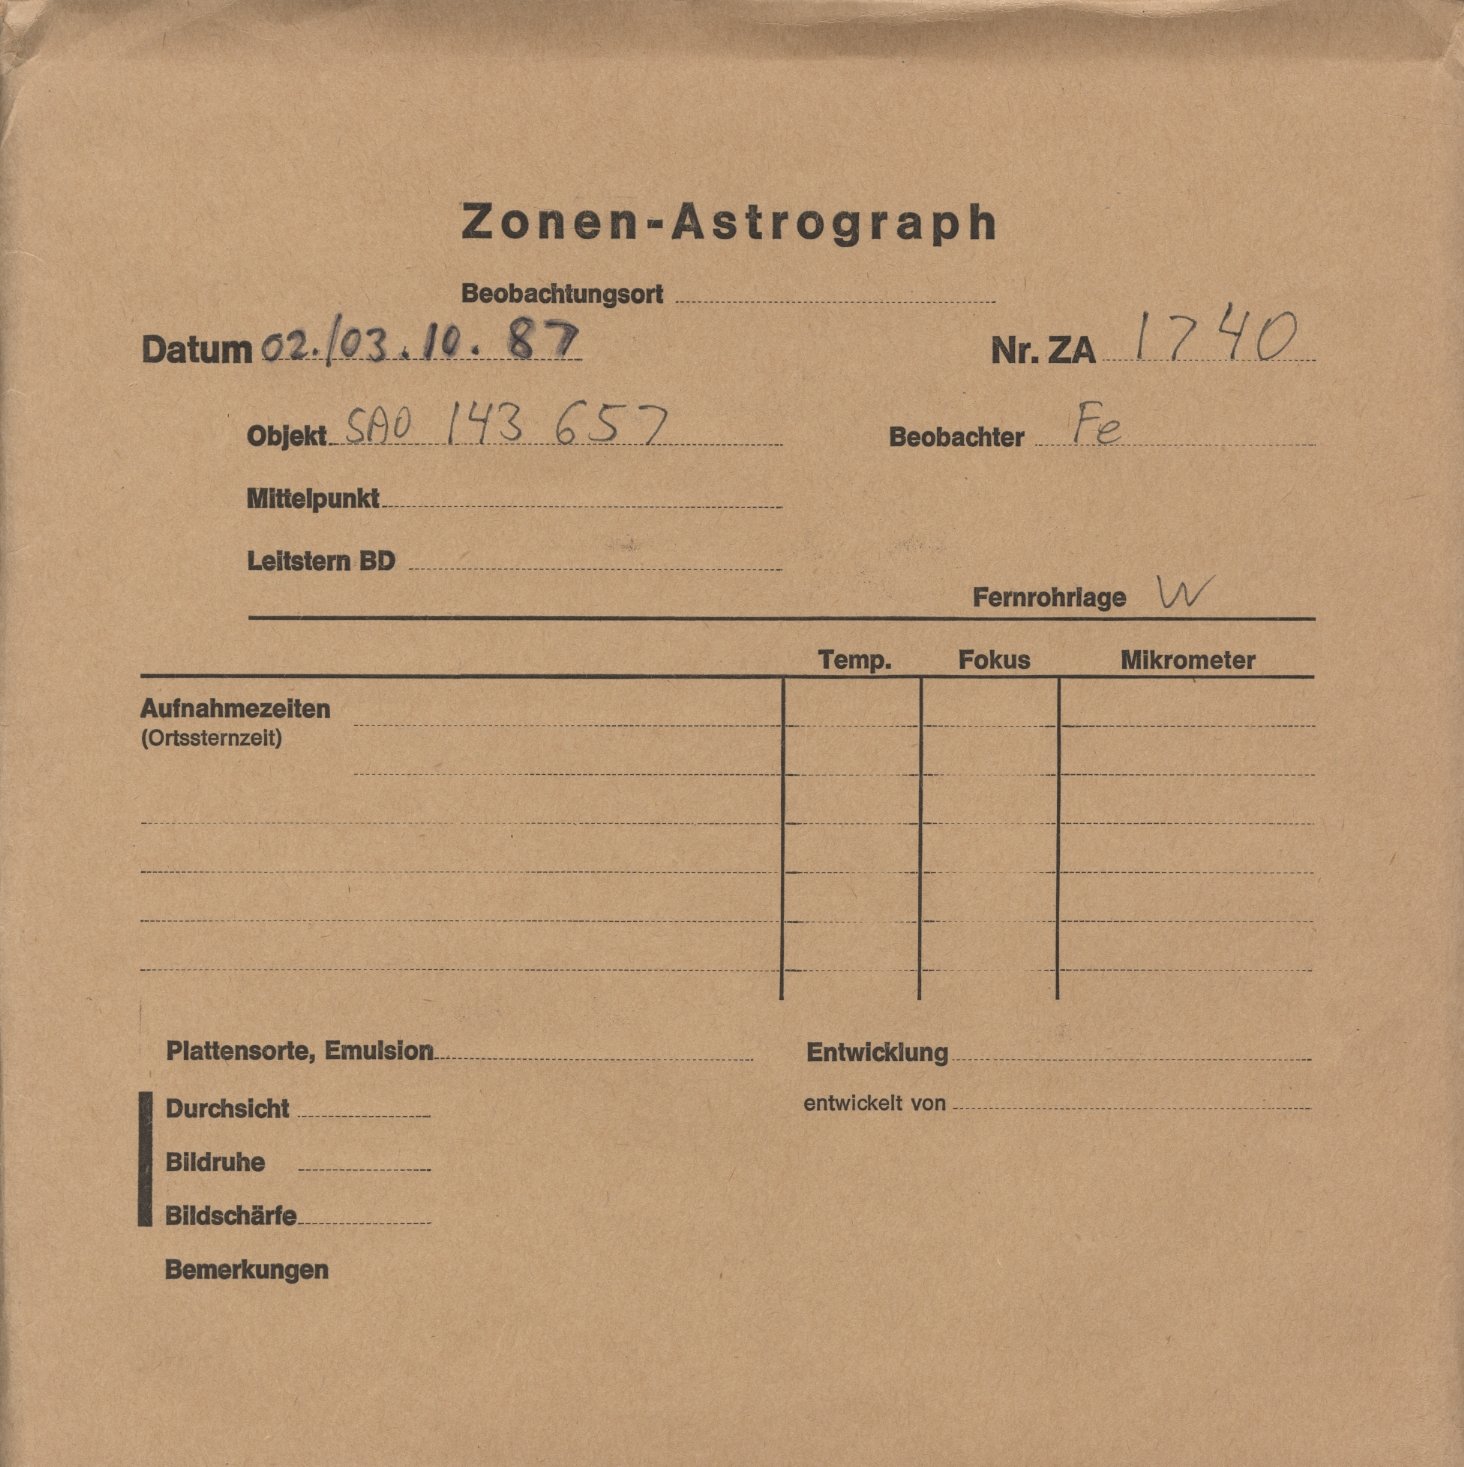 Zonen-Astrograph
Beobachtungsort
Datum 02./03.10.87 Nr. ZA 1740
Objekt SAO 143 657 Beobachter Fe
Mittelpunkt
Leitstern BD
Fernrohrlage W
Temp. Fokus Mikrometer
Aufnahmezeiten
(Ortssternzeit)
Plattensorte, Emulsion Entwicklung
Durchsicht entwickelt von
Bildruhe
Bildschärfe
Bemerkungen